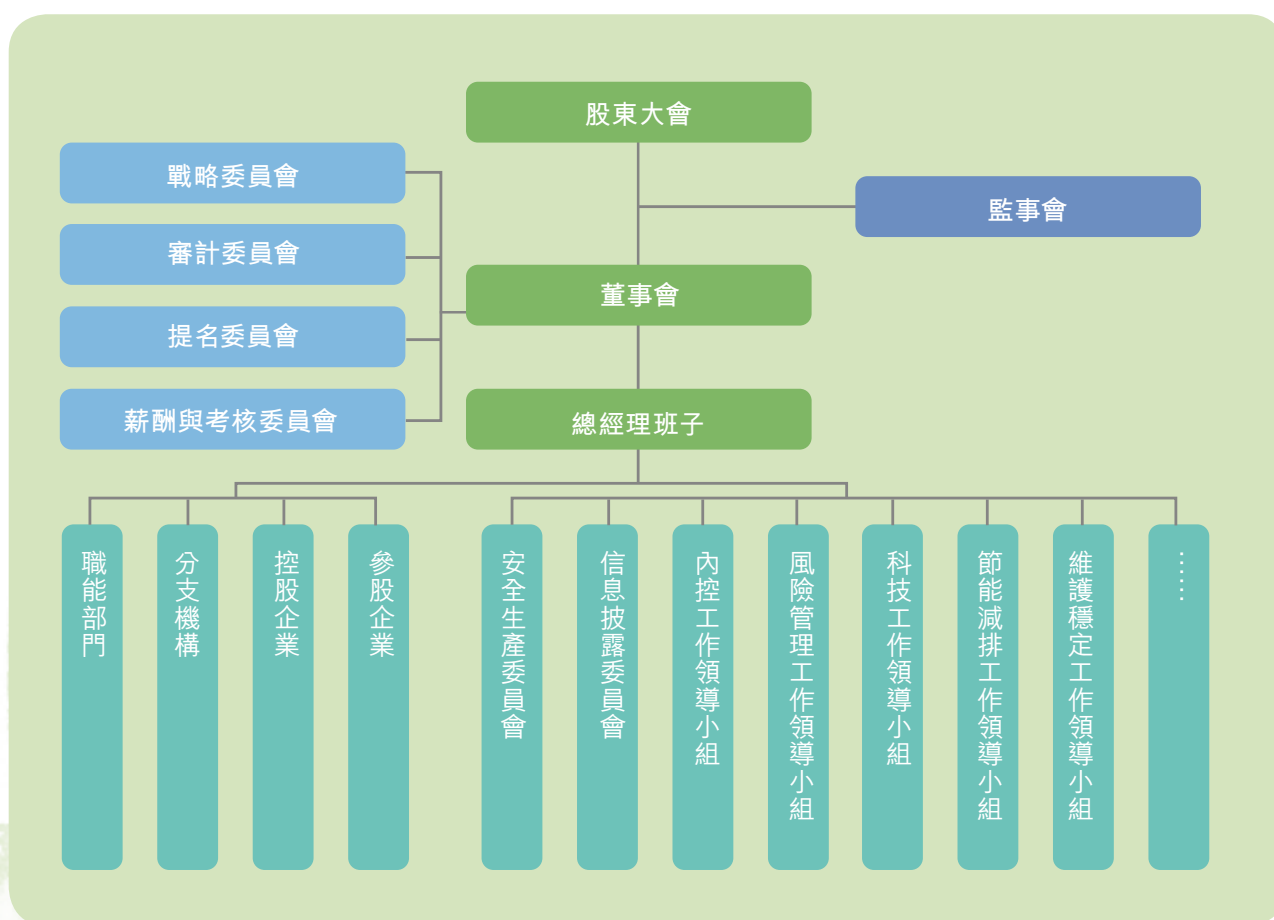 股東大會
戰略委員會
監事會
審計委員會
董事會
提名委員會
薪酬與考核委員會
總經理班子
職能部門
分支機構
控股企業
參股企業
安全生產委員會
信息披露委員會
內控工作領導小組
風險管理工作領導小組
科技工作領導小組
節能減排工作領導小組
維護穩定工作領導小組
……